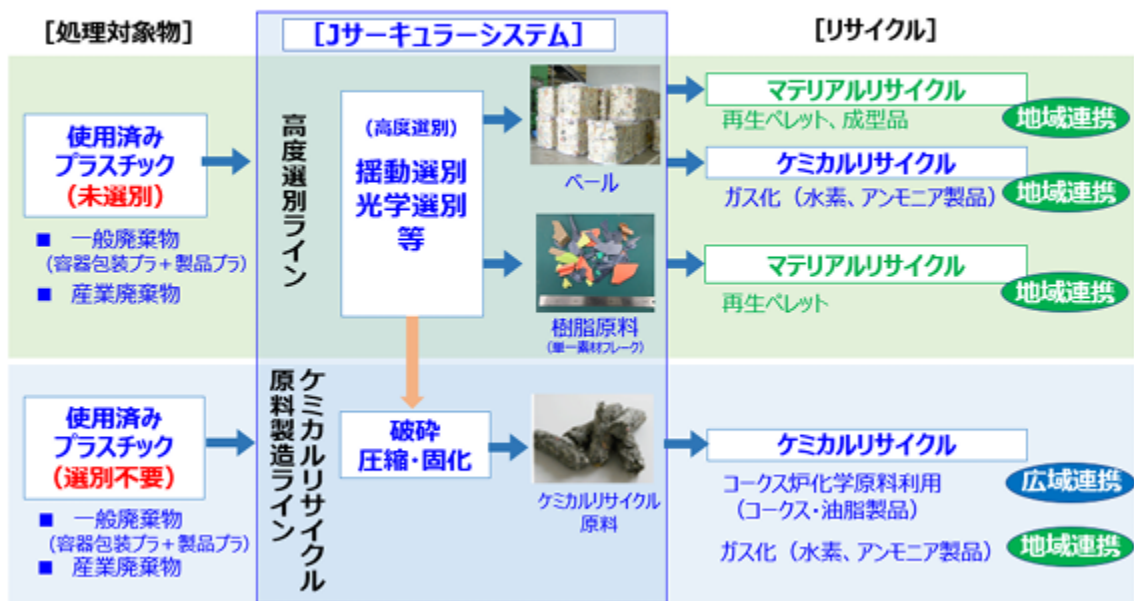 [処理対象物]
[Jサーキュラーシステム]
[リサイクル]
使用済み
プラスチック
(未選別)
■ 一般廃棄物
(容器包装プラ+製品プラ)
■ 産業廃棄物
高度選別ライン
(高度選別)
揺動選別
光学選別
等
ベール
樹脂原料
(単一素材フレーク)
マテリアルリサイクル
再生ペレット、成型品
地域連携
ケミカルリサイクル
ガス化(水素、アンモニア製品)
地域連携
マテリアルリサイクル
再生ペレット
地域連携
使用済み
プラスチック
(選別不要)
■ 一般廃棄物
(容器包装プラ+製品プラ)
■ 産業廃棄物
ケミカルリサイクル
原料製造ライン
破砕
圧縮・固化
ケミカルリサイクル
原料
ケミカルリサイクル
コークス炉化学原料利用
(コークス・油脂製品)
広域連携
ガス化(水素、アンモニア製品)
地域連携